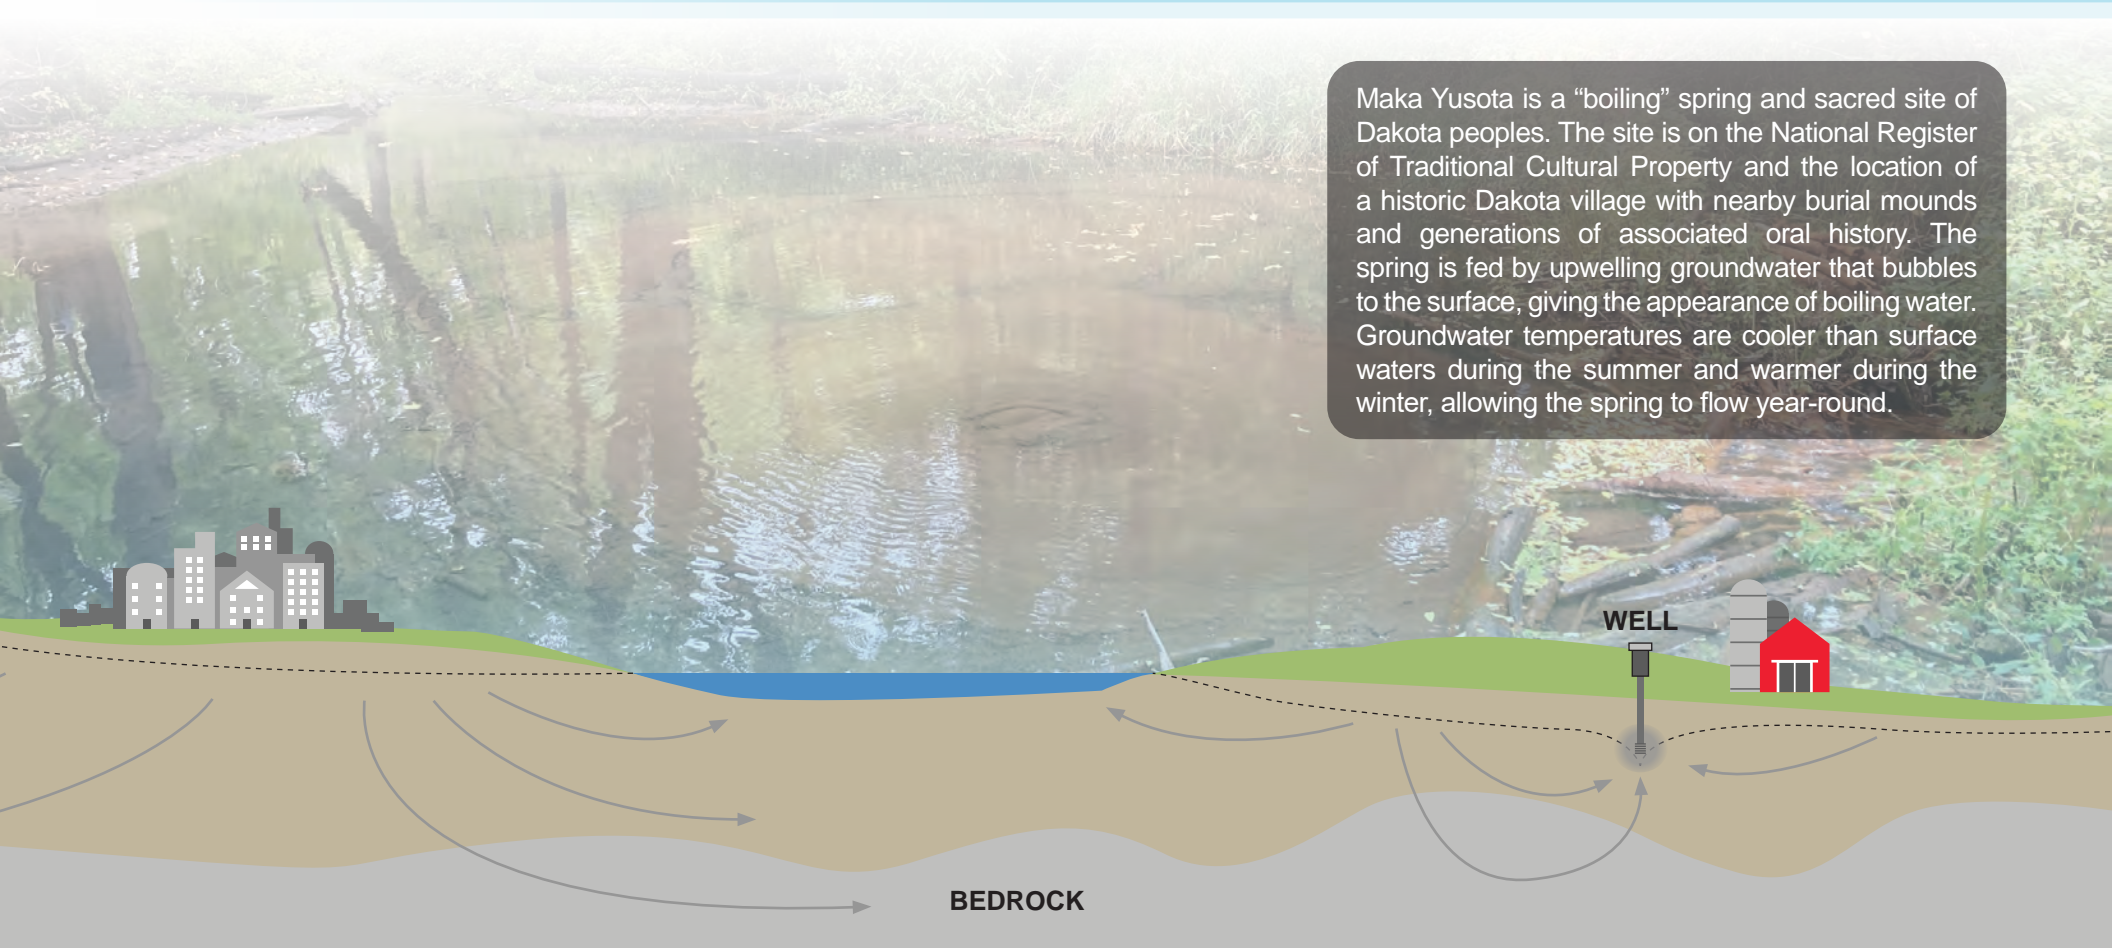 Maka Yusota is a “boiling” spring and sacred site of
Dakota peoples. The site is on the National Register
of Traditional Cultural Property and the location of
a historic Dakota village with nearby burial mounds
and generations of associated oral history. The
spring is fed by upwelling groundwater that bubbles
to the surface, giving the appearance of boiling water.
Groundwater temperatures are cooler than surface
waters during the summer and warmer during the
winter, allowing the spring to flow year-round.
WELL
BEDROCK